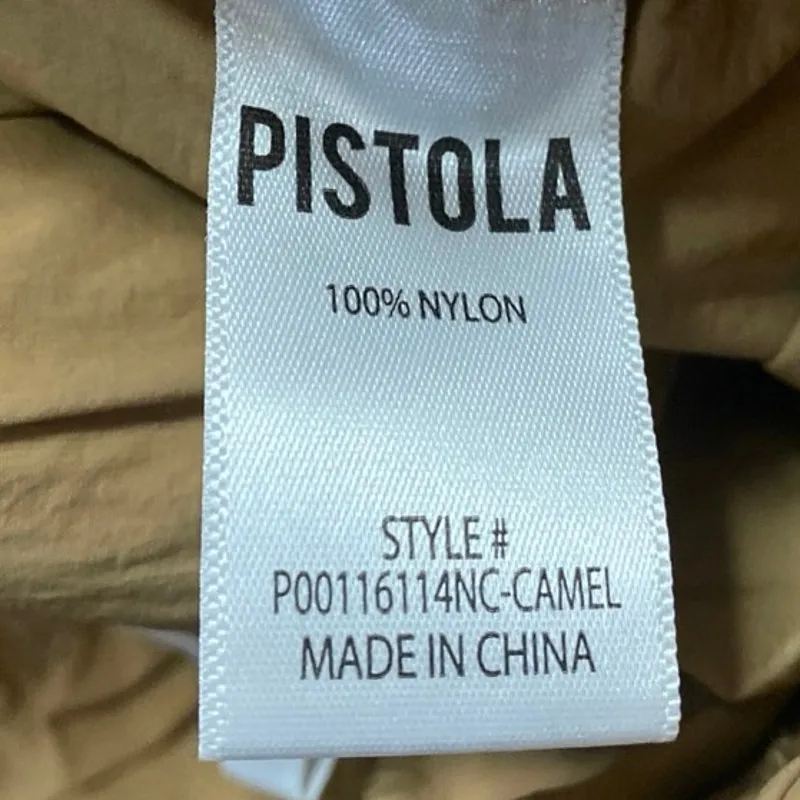 PISTOLA
100% NYLON
STYLE #
P00116114NC-CAMEL
MADE IN CHINA